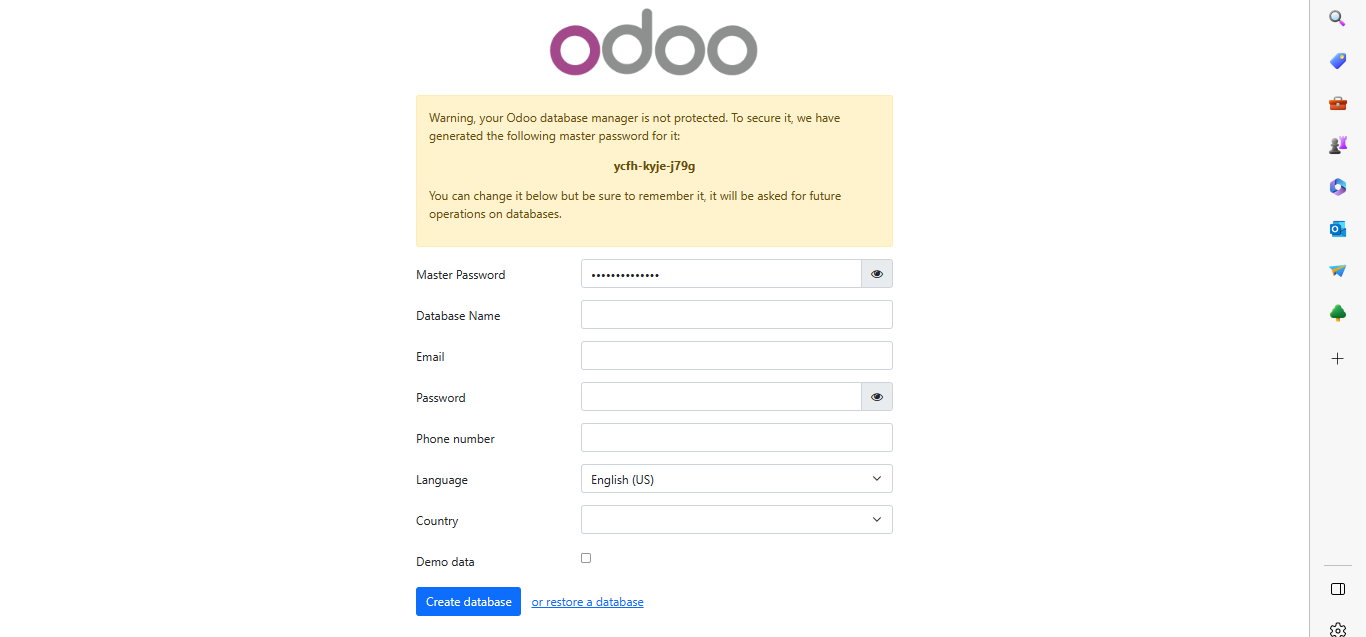 odoo
Warning, your Odoo database manager is not protected. To secure it, we have
generated the following master password for it:
ycfh-kyje-j79g
You can change it below but be sure to remember it, it will be asked for future
operations on databases.
Master Password ••••••••••••••
Database Name
Email
Password
Phone number
Language English (US)
Country
Demo data
Create database or restore a database